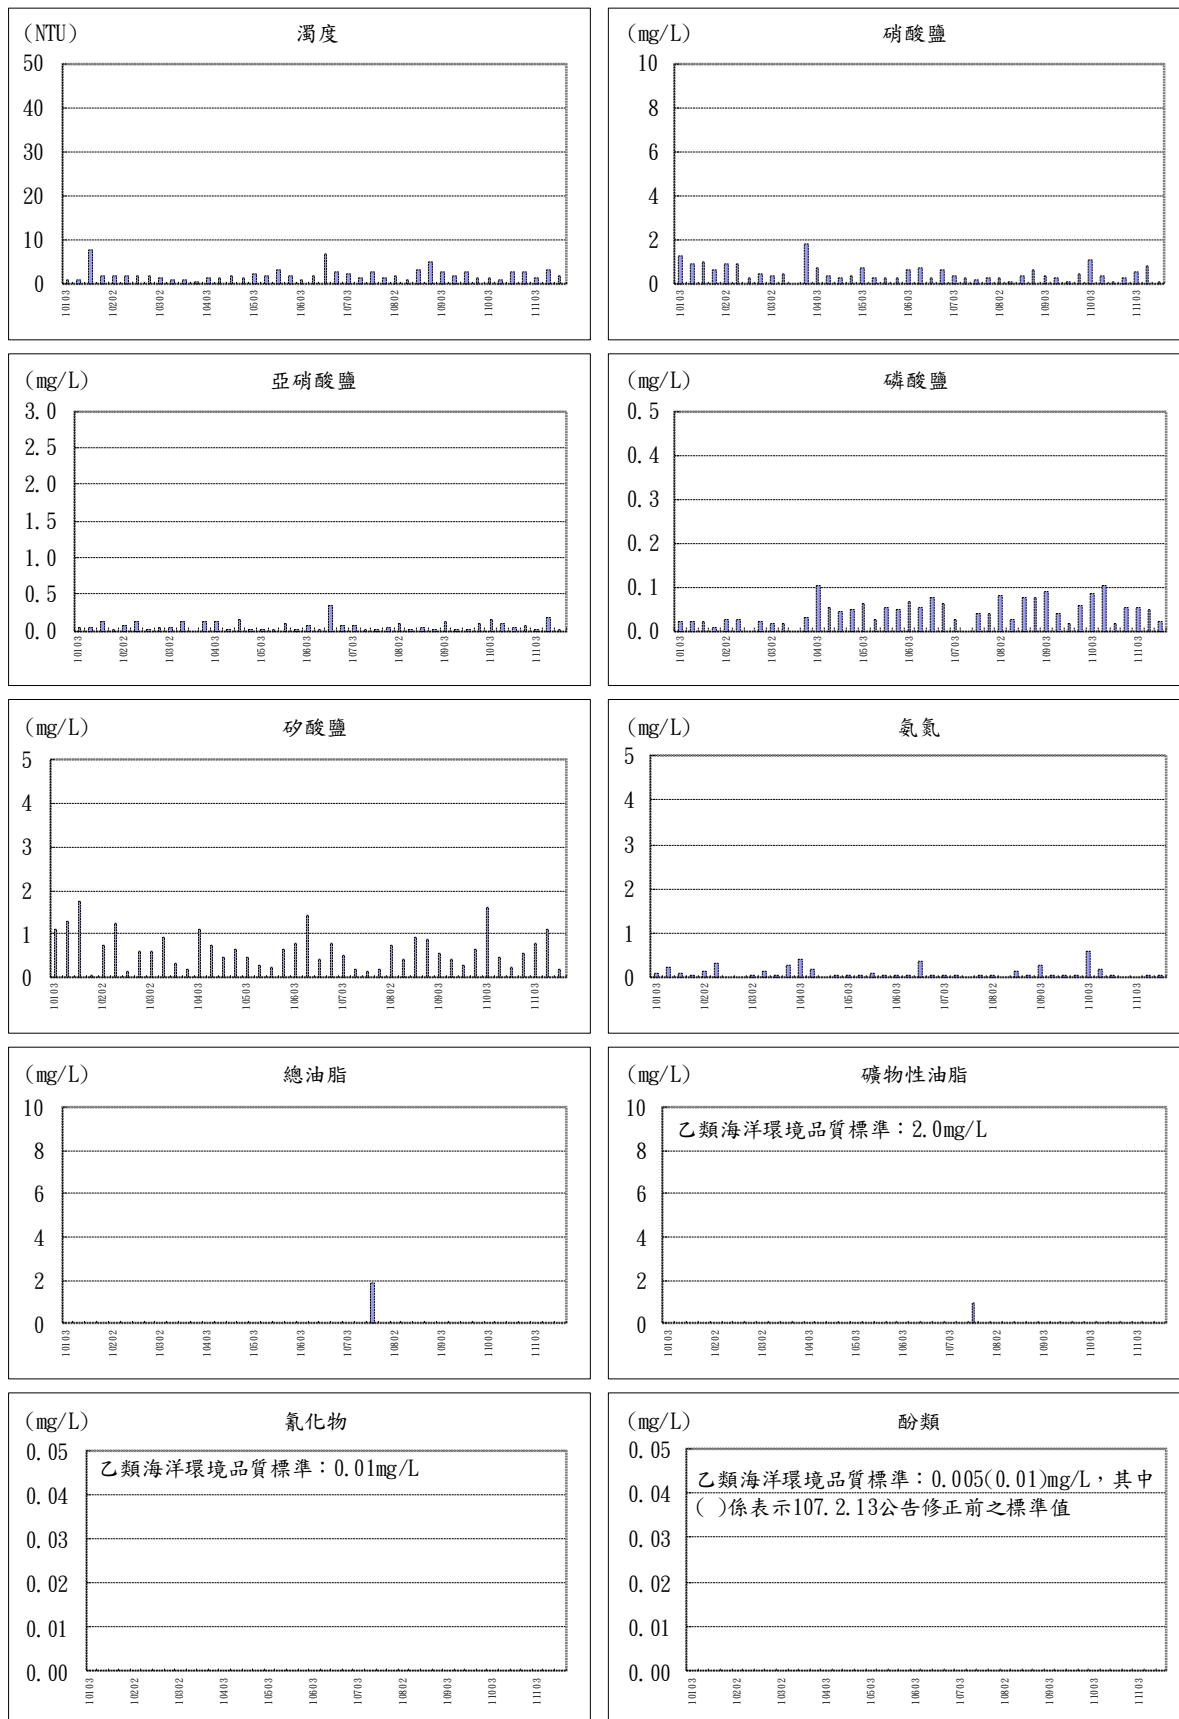 (NTU) 濁度
50
40
30
20
10
0
10103 10202 10302 10403 10503 10603 10703 10802 10903 11003 11103
(mg/L) 硝酸鹽
10
8
6
4
2
0
10103 10202 10302 10403 10503 10603 10703 10802 10903 11003 11103
(mg/L) 亞硝酸鹽
3.0
2.5
2.0
1.5
1.0
0.5
0.0
10103 10202 10302 10403 10503 10603 10703 10802 10903 11003 11103
(mg/L) 磷酸鹽
0.5
0.4
0.3
0.2
0.1
0.0
10103 10202 10302 10403 10503 10603 10703 10802 10903 11003 11103
(mg/L) 矽酸鹽
5
4
3
2
1
0
10103 10202 10302 10403 10503 10603 10703 10802 10903 11003 11103
(mg/L) 氨氮
5
4
3
2
1
0
10103 10202 10302 10403 10503 10603 10703 10802 10903 11003 11103
(mg/L) 總油脂
10
8
6
4
2
0
10103 10202 10302 10403 10503 10603 10703 10802 10903 11003 11103
(mg/L) 礦物性油脂
10
乙類海洋環境品質標準：2.0mg/L
8
6
4
2
0
10103 10202 10302 10403 10503 10603 10703 10802 10903 11003 11103
(mg/L) 氰化物
0.05
乙類海洋環境品質標準：0.01mg/L
0.04
0.03
0.02
0.01
0.00
10103 10202 10302 10403 10503 10603 10703 10802 10903 11003 11103
(mg/L) 酚類
0.05
乙類海洋環境品質標準：0.005(0.01)mg/L，其中
( )係表示107.2.13公告修正前之標準值
0.04
0.03
0.02
0.01
0.00
10103 10202 10302 10403 10503 10603 10703 10802 10903 11003 11103